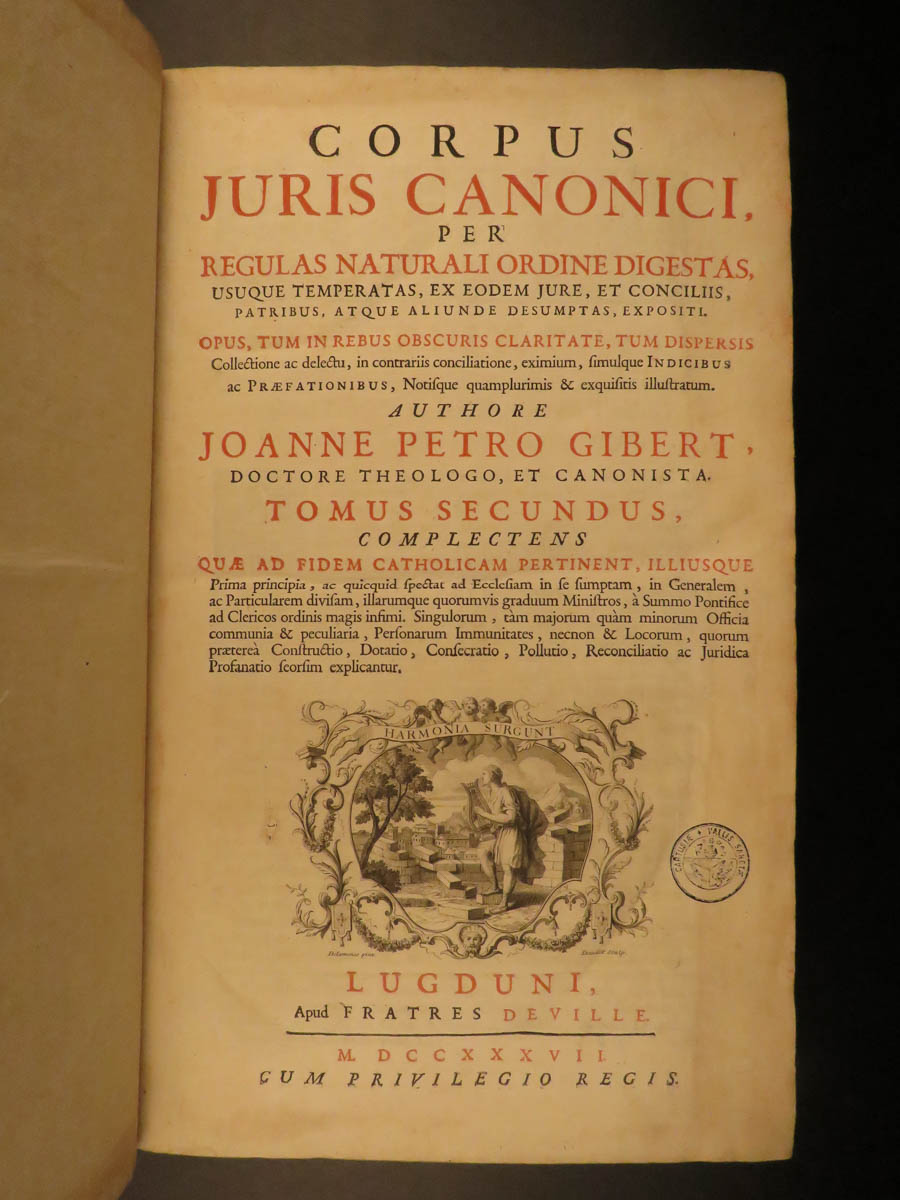 CORPUS
JURIS CANONICI,
PER
REGULAS NATURALI ORDINE DIGESTAS,
USUQUE TEMPERATAS, EX EODEM JURE, ET CONCILIIS,
PATRIBUS, ATQUE ALIUNDE DESUMPTAS, EXPOSITI.
OPUS, TUM IN REBUS OBSCURIS CLARITATE, TUM DISPERSIS
Collectione ac delectu, in contrariis conciliatione, eximium, ſimulque INDICIBUS
ac PRÆFATIONIBUS, Notiſque quamplurimis & exquiſitis illuſtratum.
AUTHORE
JOANNE PETRO GIBERT,
DOCTORE THEOLOGO, ET CANONISTA.
TOMUS SECUNDUS,
COMPLECTENS
QUÆ AD FIDEM CATHOLICAM PERTINENT, ILLIUSQUE
Prima principia, ac quicquid ſpectat ad Eccleſiam in ſe ſumptam, in Generalem,
ac Particularem diviſam, illarumque quorumvis graduum Miniſtros, à Summo Pontifice
ad Clericos ordinis magis infimi. Singulorum, tàm majorum quàm minorum Officia
communia & peculiaria, Perſonarum Immunitates, necnon & Locorum, quorum
prætereà Conſtructio, Dotatio, Conſecratio, Pollutio, Reconciliatio ac Juridica
Profanatio ſeorſim explicantur.
HARMONIA SURGUNT
CARTUSIÆ VALLIS SANCTÆ
LUGDUNI,
Apud FRATRES DEVILLE.
M. DCCXXXVII.
CUM PRIVILEGIO REGIS.